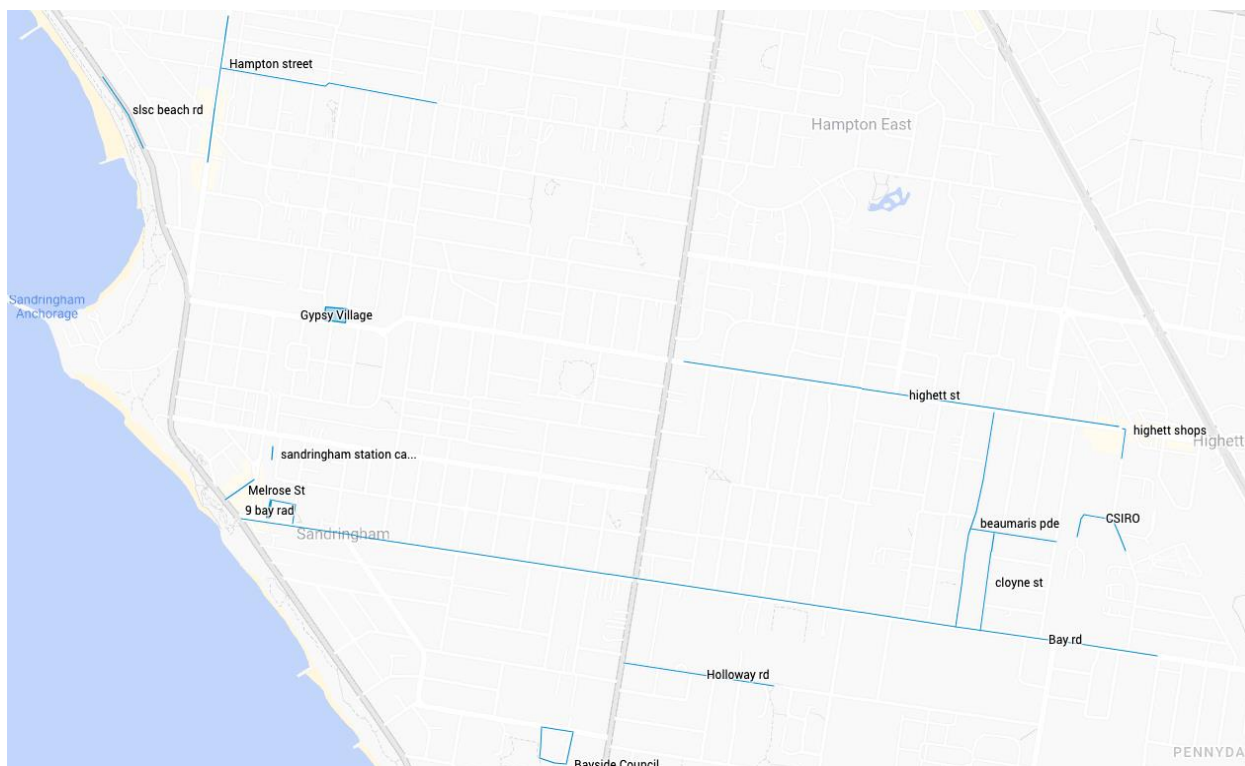 Hampton street
slsc beach rd
Hampton East
Sandringham
Anchorage
Gypsy Village
highett st
highett shops
Highett
sandringham station ca...
Melrose St
9 bay rad
Sandringham
beaumaris pde
CSIRO
cloyne st
Bay rd
Holloway rd
PENNYDA
Bayside Council